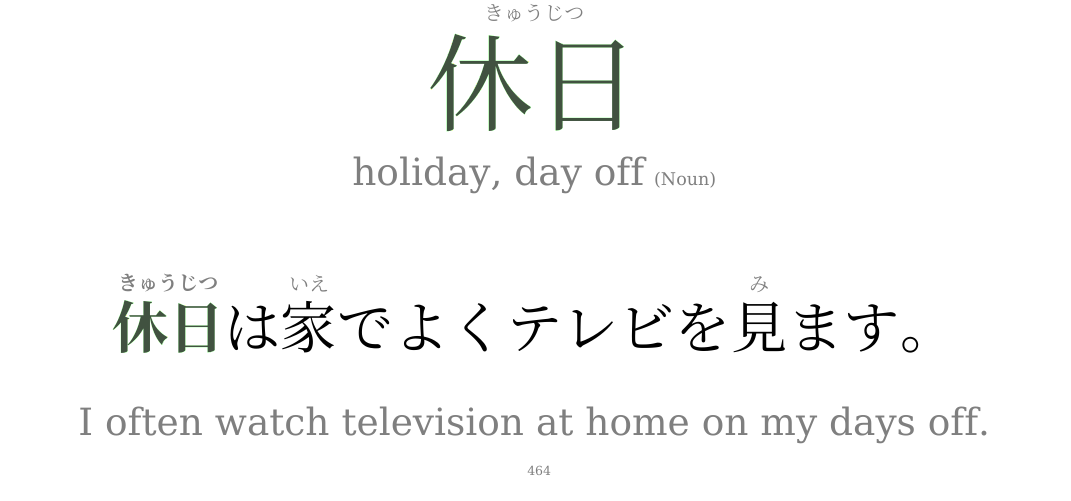 きゅうじつ
休日
holiday, day off (Noun)
きゅうじつ いえ み
休日は家でよくテレビを見ます。
I often watch television at home on my days off.
464